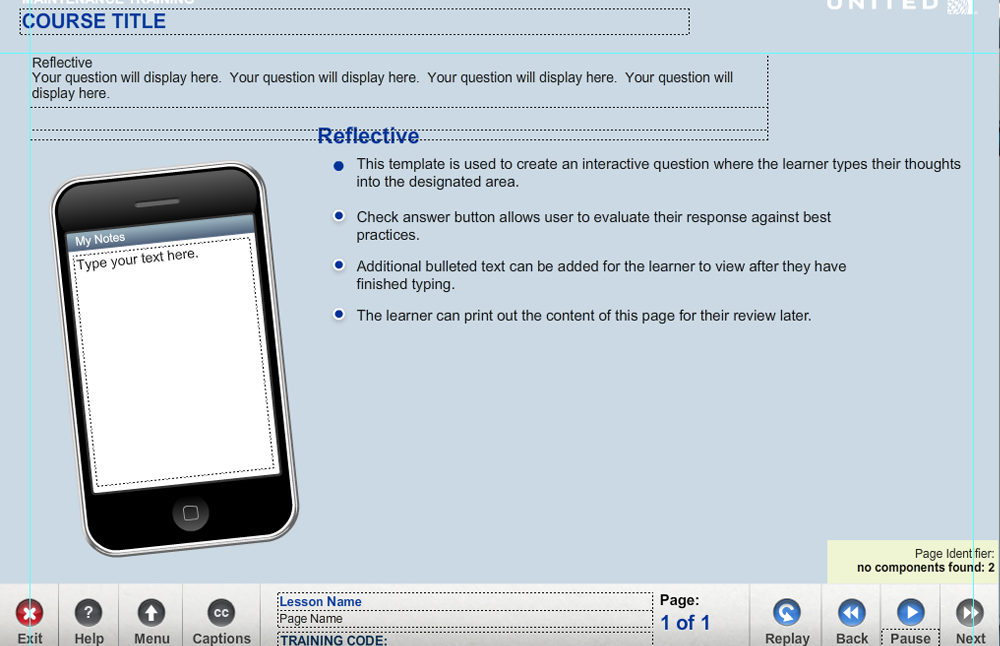 MAINTENANCE TRAINING
UNITED
COURSE TITLE
Reflective
Your question will display here.  Your question will display here.  Your question will display here.  Your question will
display here.
Reflective
This template is used to create an interactive question where the learner types their thoughts
into the designated area.
Check answer button allows user to evaluate their response against best
practices.
Additional bulleted text can be added for the learner to view after they have
finished typing.
The learner can print out the content of this page for their review later.
My Notes
Type your text here.
Page Identifier:
no components found: 2
Exit
?
Help
Menu
cc
Captions
Lesson Name
Page Name
TRAINING CODE:
Page:
1 of 1
Replay
Back
Pause
Next